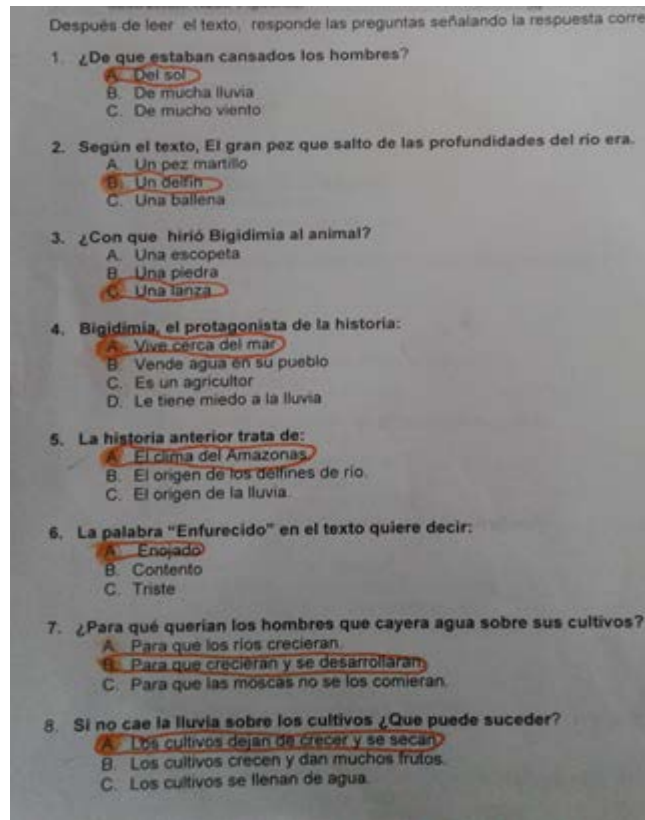 Después de leer el texto, responde las preguntas señalando la respuesta corre
1. ¿De que estaban cansados los hombres?
A. Del sol
B. De mucha lluvia
C. De mucho viento
2. Según el texto, El gran pez que salto de las profundidades del río era.
A. Un pez martillo
B. Un delfín
C. Una ballena
3. ¿Con que hirió Bigidimia al animal?
A. Una escopeta
B. Una piedra
C. Una lanza
4. Bigidimia, el protagonista de la historia:
A. Vive cerca del mar
B. Vende agua en su pueblo
C. Es un agricultor
D. Le tiene miedo a la lluvia
5. La historia anterior trata de:
A. El clima del Amazonas
B. El origen de los delfines de río.
C. El origen de la lluvia.
6. La palabra “Enfurecido” en el texto quiere decir:
A. Enojado
B. Contento
C. Triste
7. ¿Para qué querían los hombres que cayera agua sobre sus cultivos?
A. Para que los ríos crecieran.
B. Para que crecieran y se desarrollaran
C. Para que las moscas no se los comieran.
8. Si no cae la lluvia sobre los cultivos ¿Que puede suceder?
A. Los cultivos dejan de crecer y se secan
B. Los cultivos crecen y dan muchos frutos.
C. Los cultivos se llenan de agua.